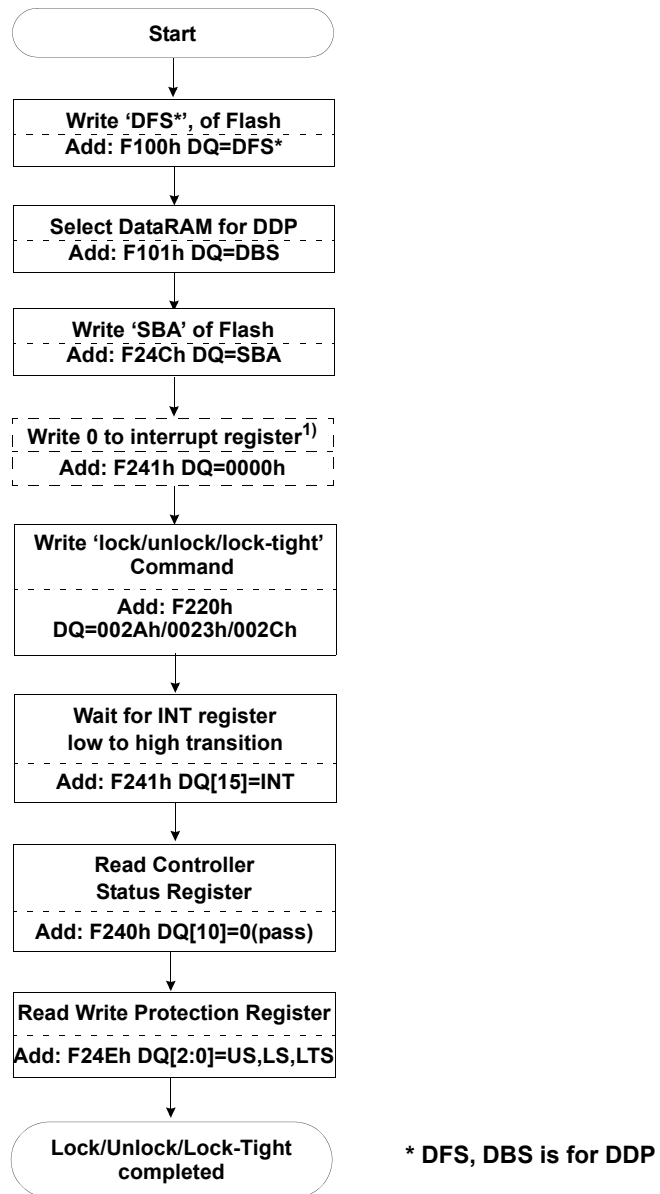 Start
Write ‘DFS*’, of Flash
Add: F100h DQ=DFS*
Select DataRAM for DDP
Add: F101h DQ=DBS
Write ‘SBA’ of Flash
Add: F24Ch DQ=SBA
Write 0 to interrupt register1)
Add: F241h DQ=0000h
Write ‘lock/unlock/lock-tight’
Command
Add: F220h
DQ=002Ah/0023h/002Ch
Wait for INT register
low to high transition
Add: F241h DQ[15]=INT
Read Controller
Status Register
Add: F240h DQ[10]=0(pass)
Read Write Protection Register
Add: F24Eh DQ[2:0]=US,LS,LTS
Lock/Unlock/Lock-Tight
completed
* DFS, DBS is for DDP